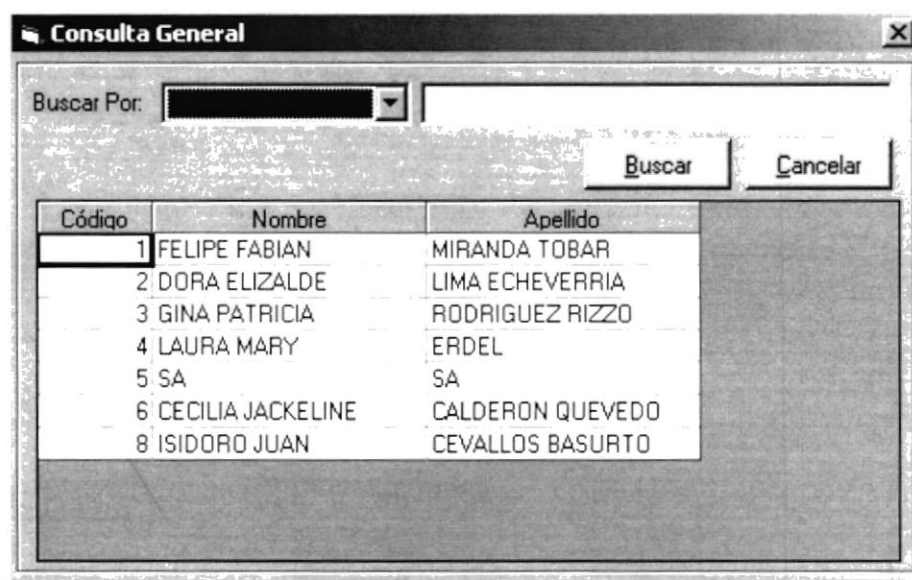 Consulta General
Buscar Por:
Buscar Cancelar
Código Nombre Apellido
1 FELIPE FABIAN MIRANDA TOBAR
2 DORA ELIZALDE LIMA ECHEVERRIA
3 GINA PATRICIA RODRIGUEZ RIZZO
4 LAURA MARY ERDEL
5 SA SA
6 CECILIA JACKELINE CALDERON QUEVEDO
8 ISIDORO JUAN CEVALLOS BASURTO